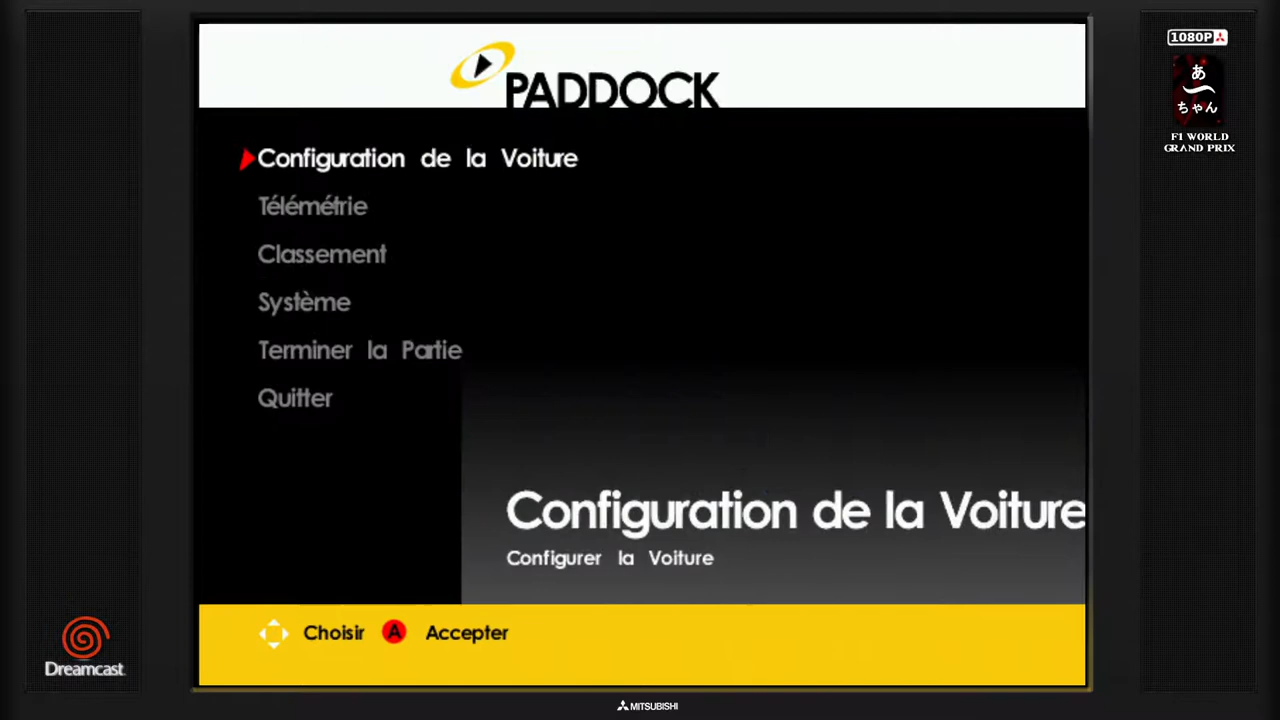 PADDOCK
Configuration de la Voiture
Télémétrie
Classement
Système
Terminer la Partie
Quitter
Configuration de la Voiture
Configurer la Voiture
Choisir A Accepter
1080P
あ
ー
ちゃん
F1 WORLD
GRAND PRIX
Dreamcast
MITSUBISHI